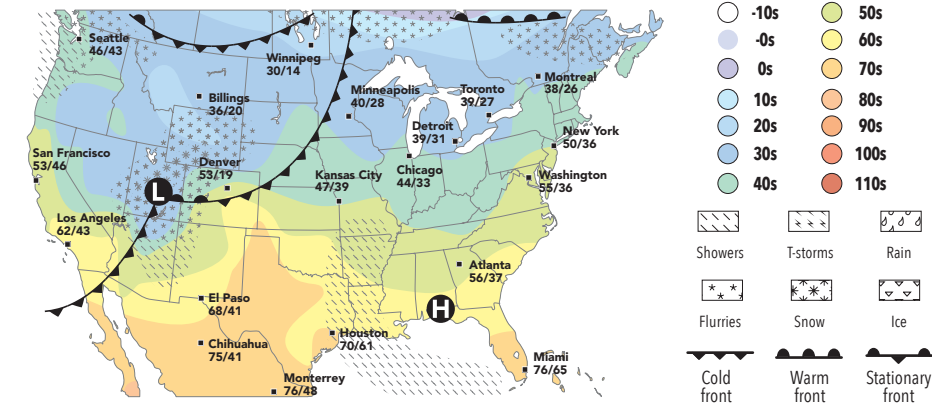 Seattle
46/43
Winnipeg
30/14
Billings
36/20
Minneapolis
40/28
Toronto
39/27
Montreal
38/26
Detroit
39/31
New York
50/36
San Francisco
53/46
Denver
53/19
Kansas City
47/39
Chicago
44/33
Washington
55/36
L
Los Angeles
62/43
Atlanta
56/37
El Paso
68/41
H
Houston
70/61
Chihuahua
75/41
Miami
76/65
Monterrey
76/48
-10s
-0s
0s
10s
20s
30s
40s
50s
60s
70s
80s
90s
100s
110s
Showers
T-storms
Rain
Flurries
Snow
Ice
Cold
front
Warm
front
Stationary
front